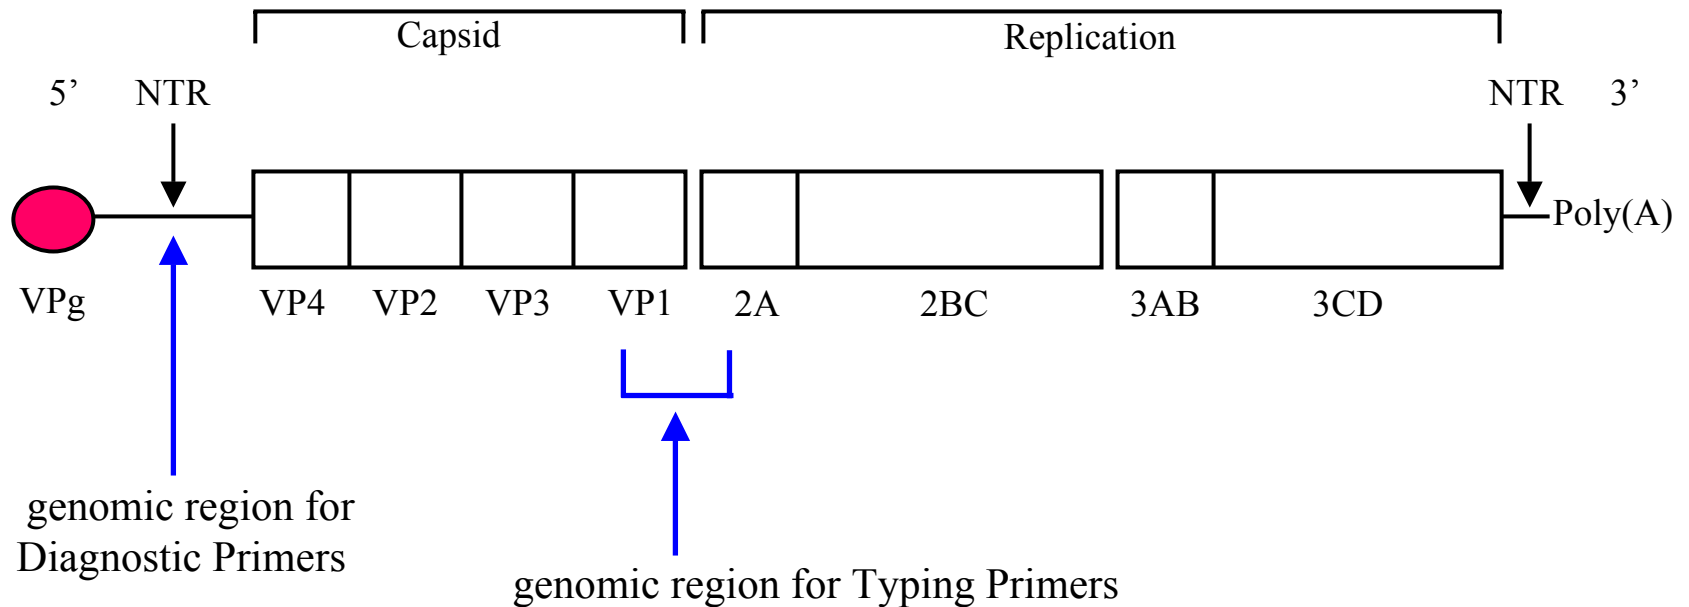 Capsid
Replication
5’
NTR
NTR
3’
Poly(A)
VPg
VP4
VP2
VP3
VP1
2A
2BC
3AB
3CD
genomic region for
Diagnostic Primers
genomic region for Typing Primers